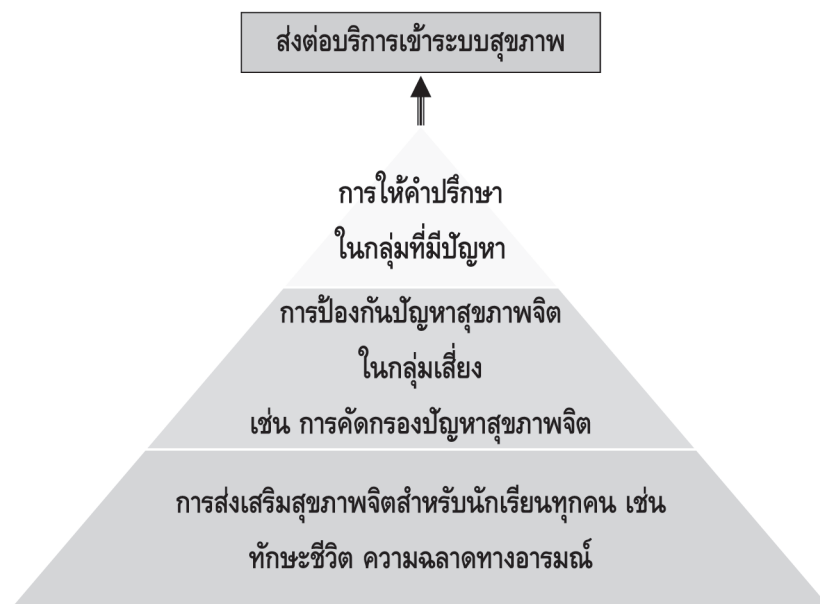 ส่งต่อบริการเข้าระบบสุขภาพ
การให้คำปรึกษา
ในกลุ่มที่มีปัญหา
การป้องกันปัญหาสุขภาพจิต
ในกลุ่มเสี่ยง
เช่น การคัดกรองปัญหาสุขภาพจิต
การส่งเสริมสุขภาพจิตสำหรับนักเรียนทุกคน เช่น
ทักษะชีวิต ความฉลาดทางอารมณ์